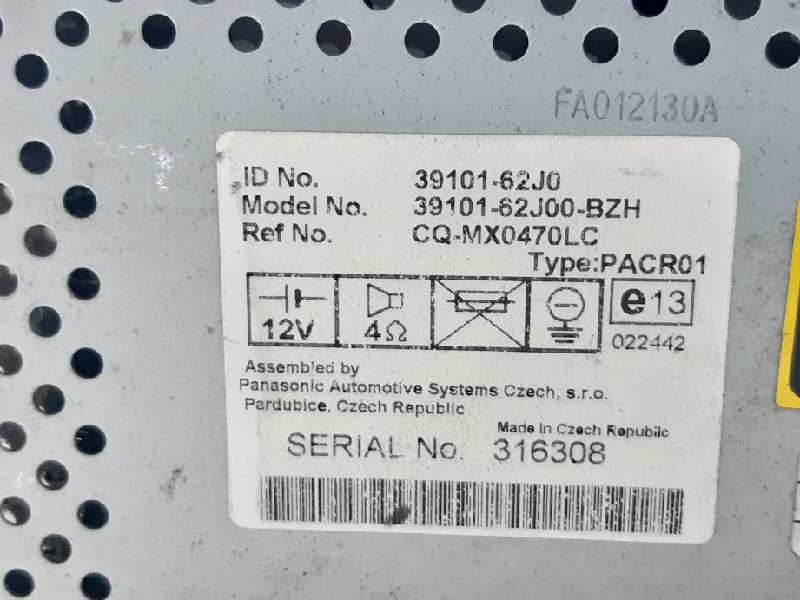 FA012130A
ID No. 39101-62J0
Model No. 39101-62J00-BZH
Ref No. CQ-MX0470LC
Type:PACR01
12V 4Ω e13
022442
Assembled by
Panasonic Automotive Systems Czech, s.r.o.
Pardubice, Czech Republic
Made in Czech Republic
SERIAL No. 316308